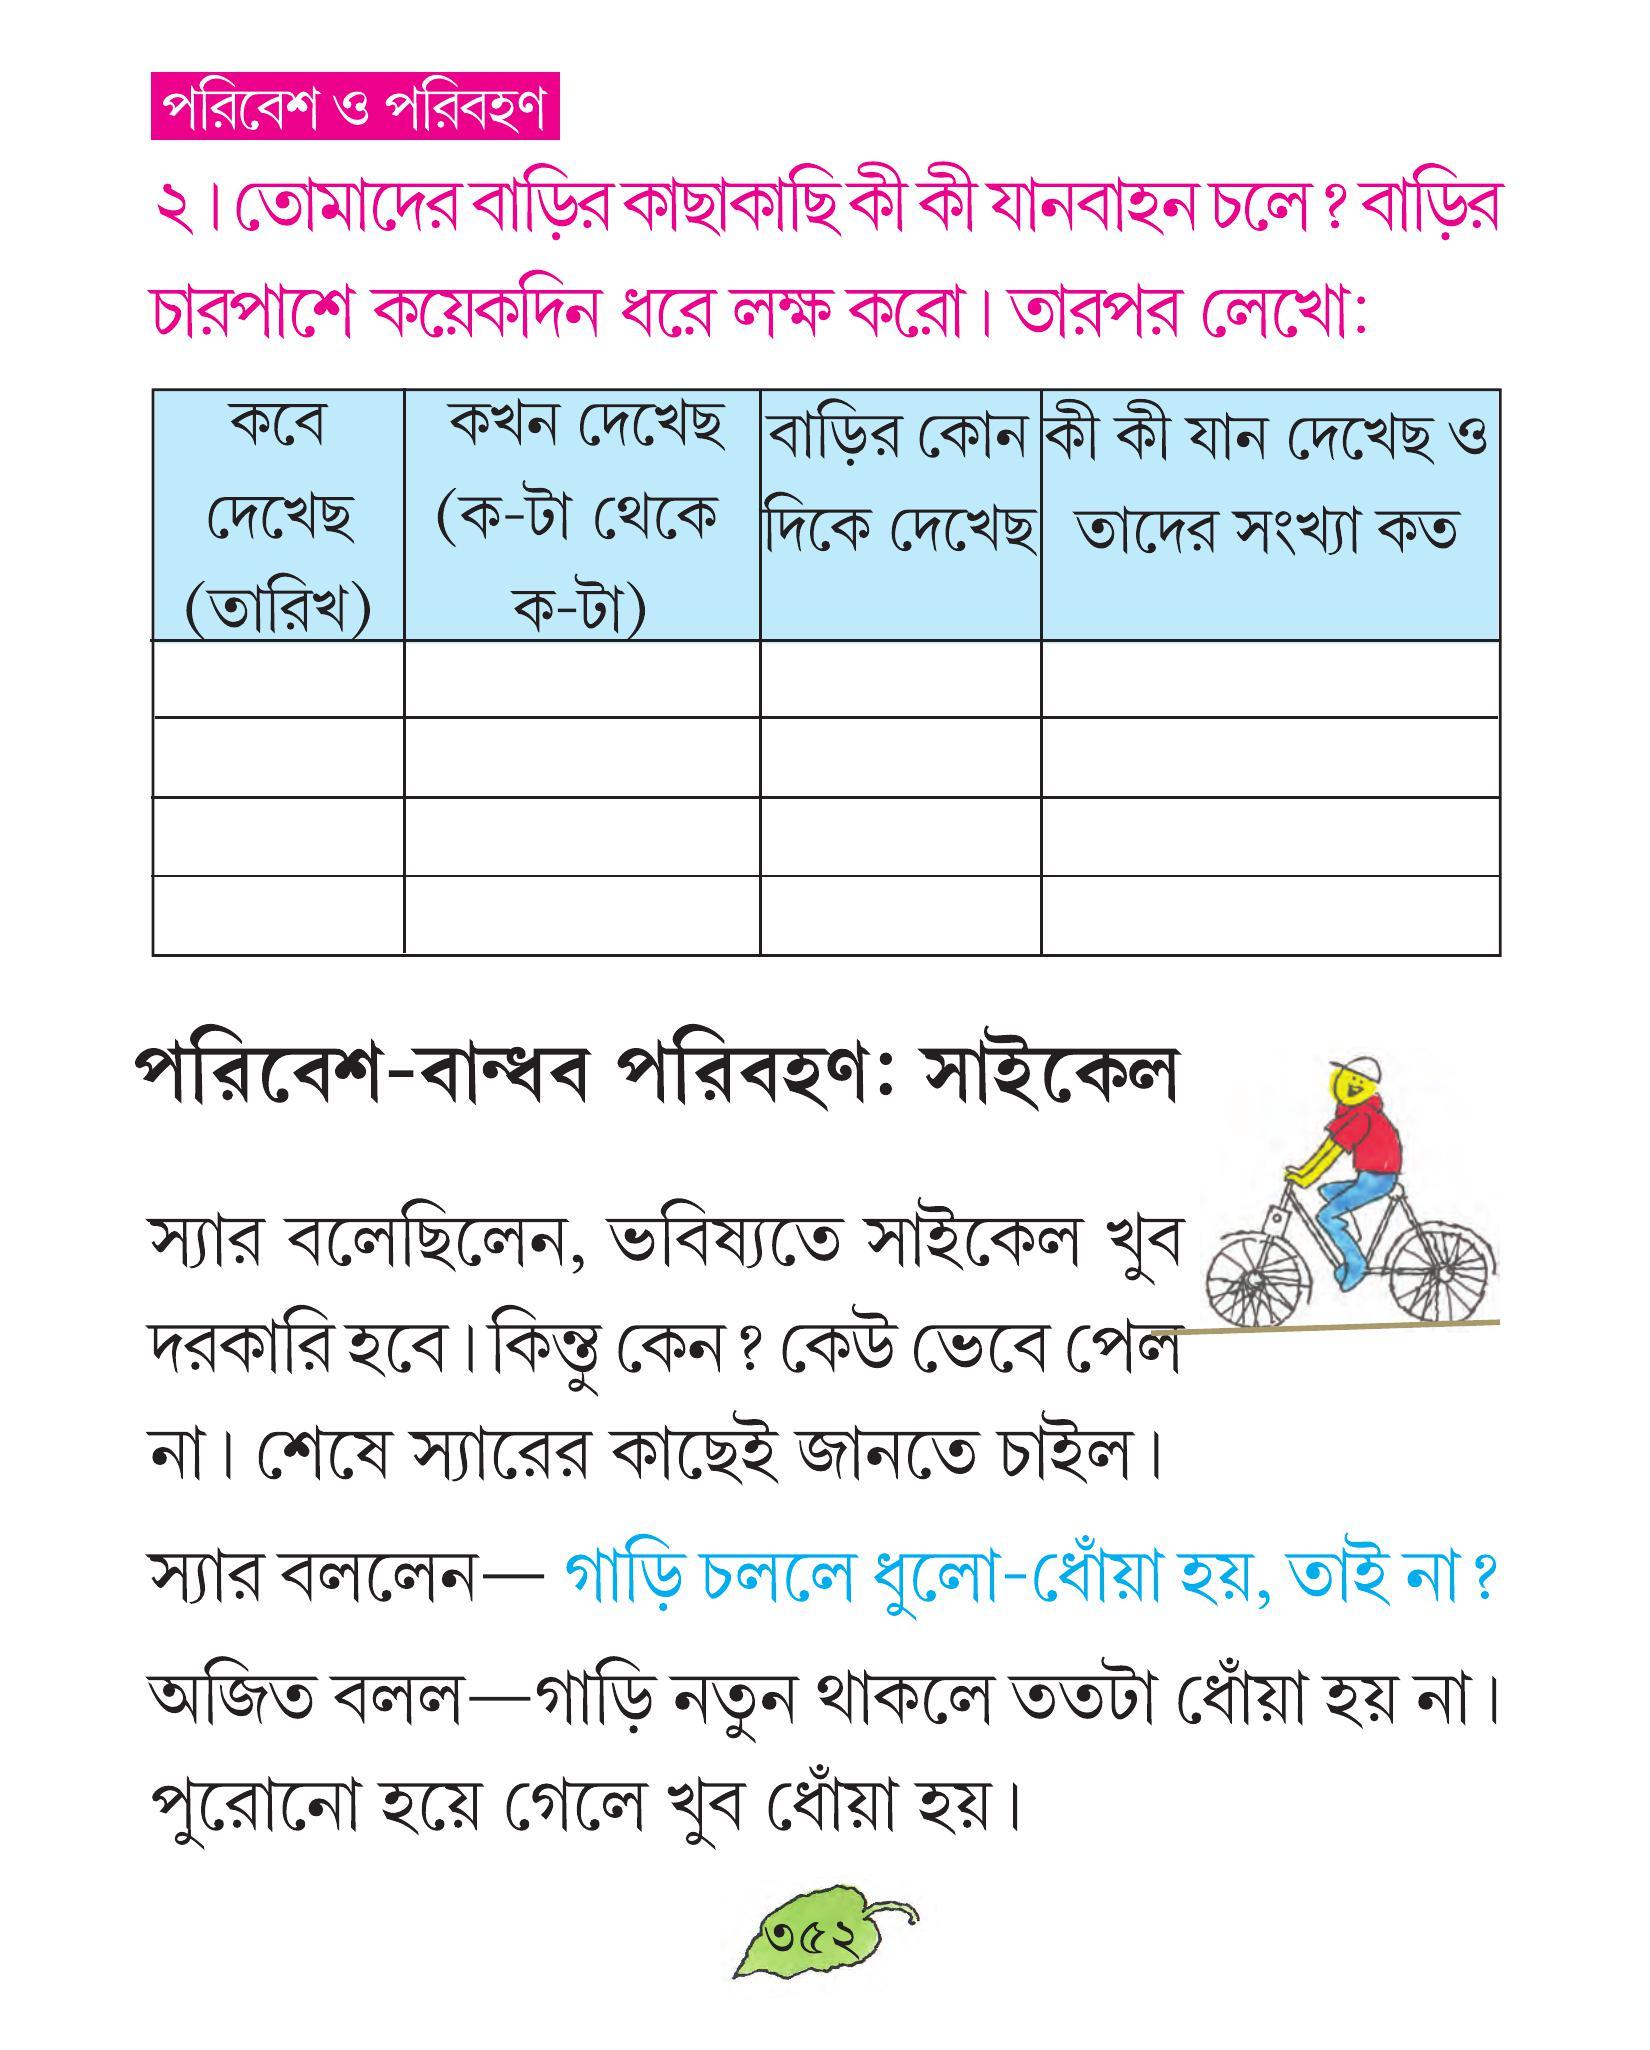 পরিবেশ ও পরিবহণ
২। তোমাদের বাড়ির কাছাকাছি কী কী যানবাহন চলে? বাড়ির
চারপাশে কয়েকদিন ধরে লক্ষ করো। তারপর লেখো:
কবে
দেখেছ
(তারিখ)
কখন দেখেছ
(ক-টা থেকে
ক-টা)
বাড়ির কোন
দিকে দেখেছ
কী কী যান দেখেছ ও
তাদের সংখ্যা কত
পরিবেশ-বান্ধব পরিবহণ: সাইকেল
স্যার বলেছিলেন, ভবিষ্যতে সাইকেল খুব
দরকারি হবে। কিন্তু কেন? কেউ ভেবে পেল
না। শেষে স্যারের কাছেই জানতে চাইল।
স্যার বললেন— গাড়ি চললে ধুলো-ধোঁয়া হয়, তাই না?
অজিত বলল—গাড়ি নতুন থাকলে ততটা ধোঁয়া হয় না।
পুরোনো হয়ে গেলে খুব ধোঁয়া হয়।
৩৫২